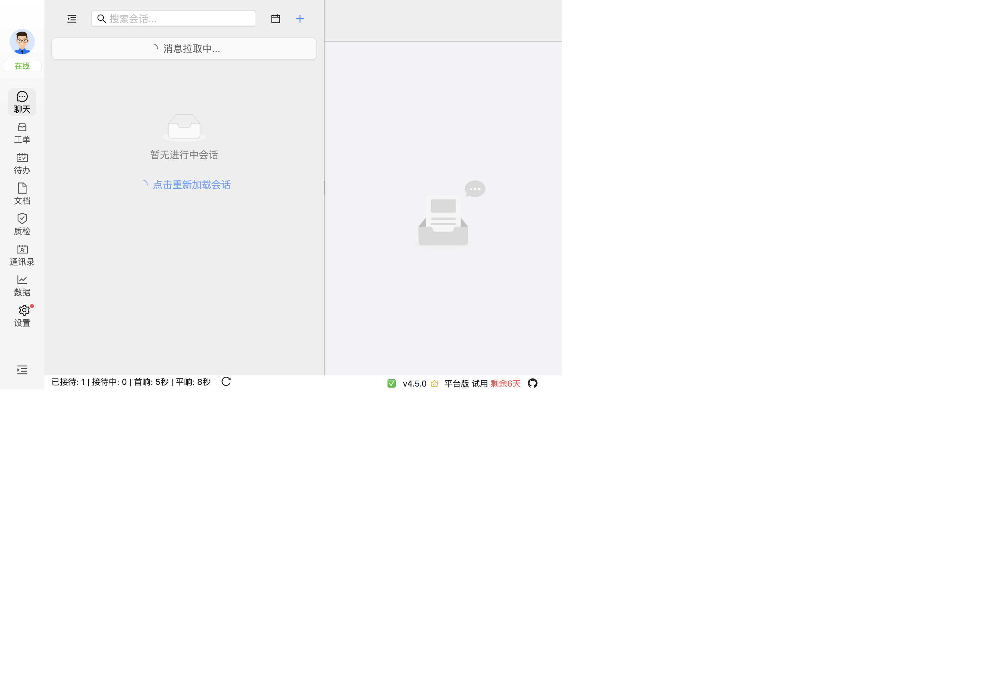 搜索会话...
消息拉取中...
在线
聊天
工单
待办
文档
质检
通讯录
数据
设置
暂无进行中会话
点击重新加载会话
已接待: 1 | 接待中: 0 | 首响: 5秒 | 平响: 8秒
✅ v4.5.0 平台版 试用 剩余6天